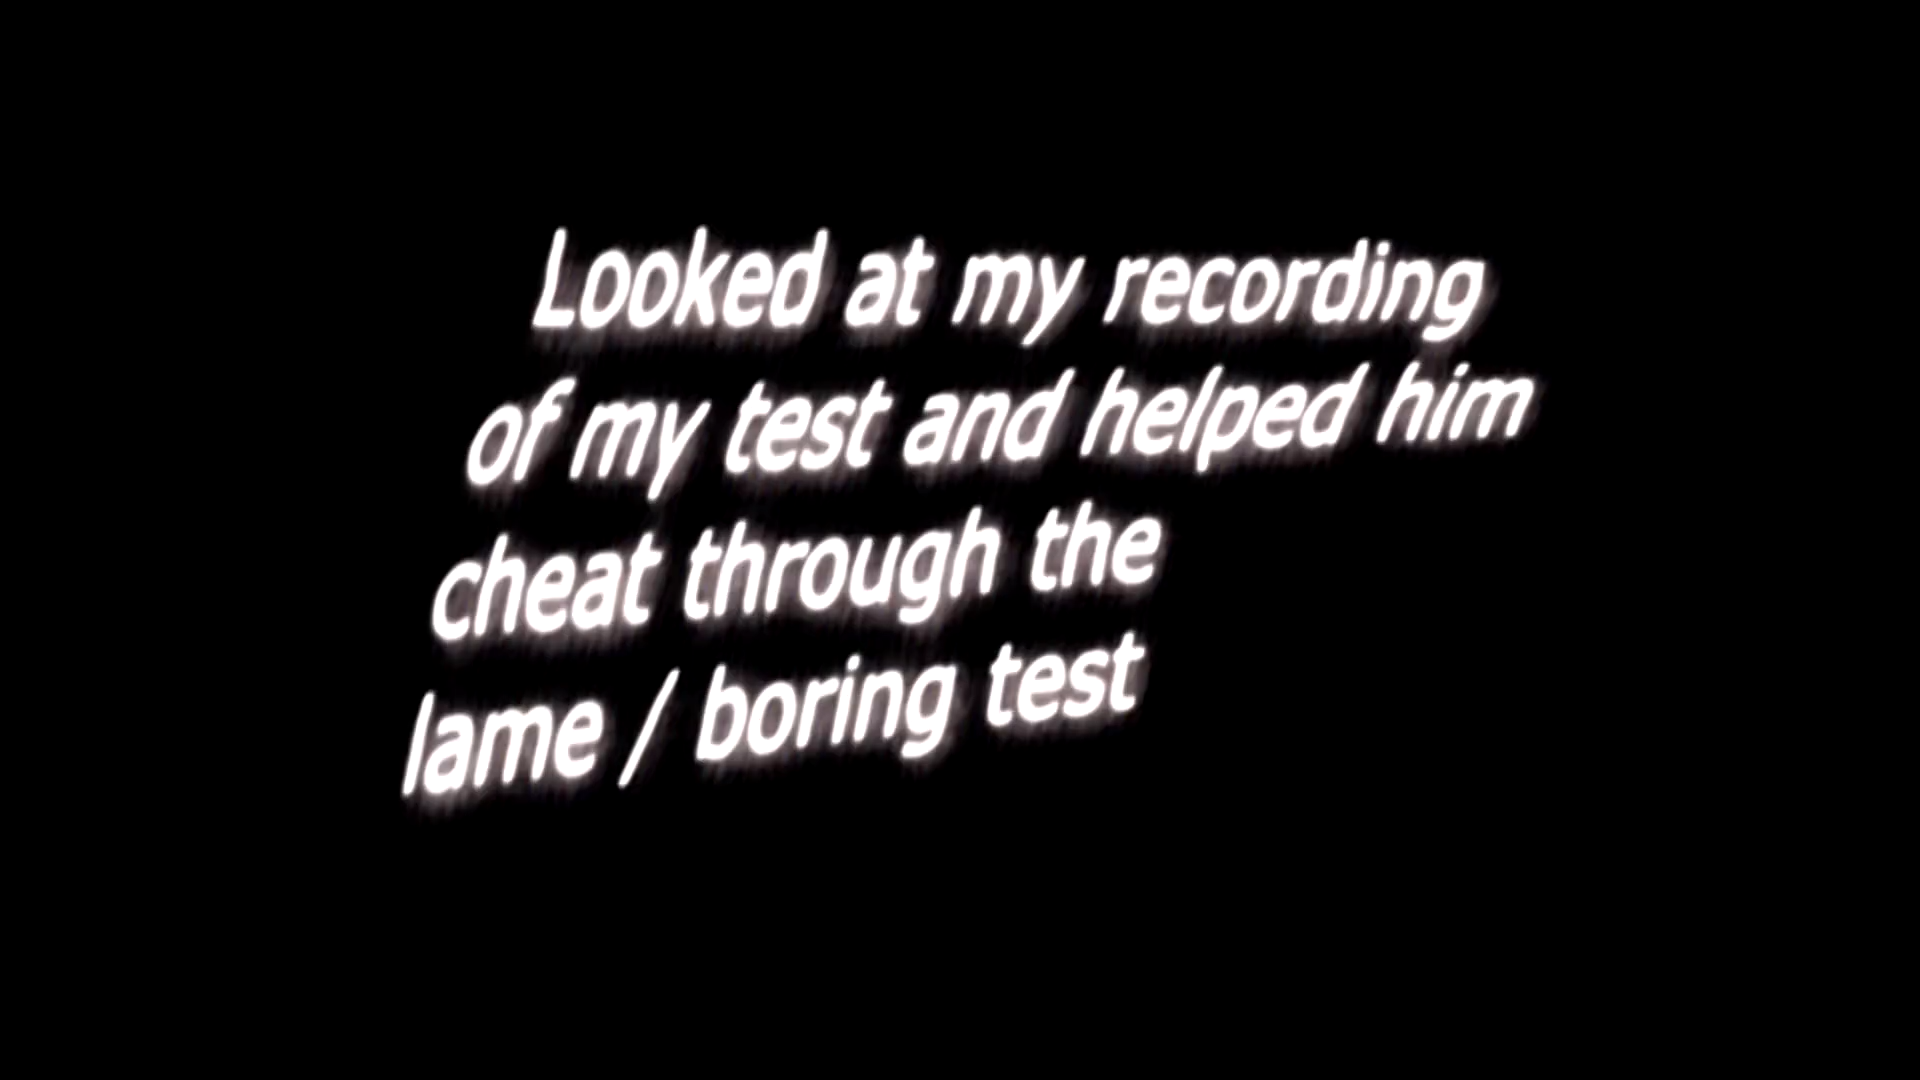 Looked at my recording
of my test and helped him
cheat through the
lame / boring test